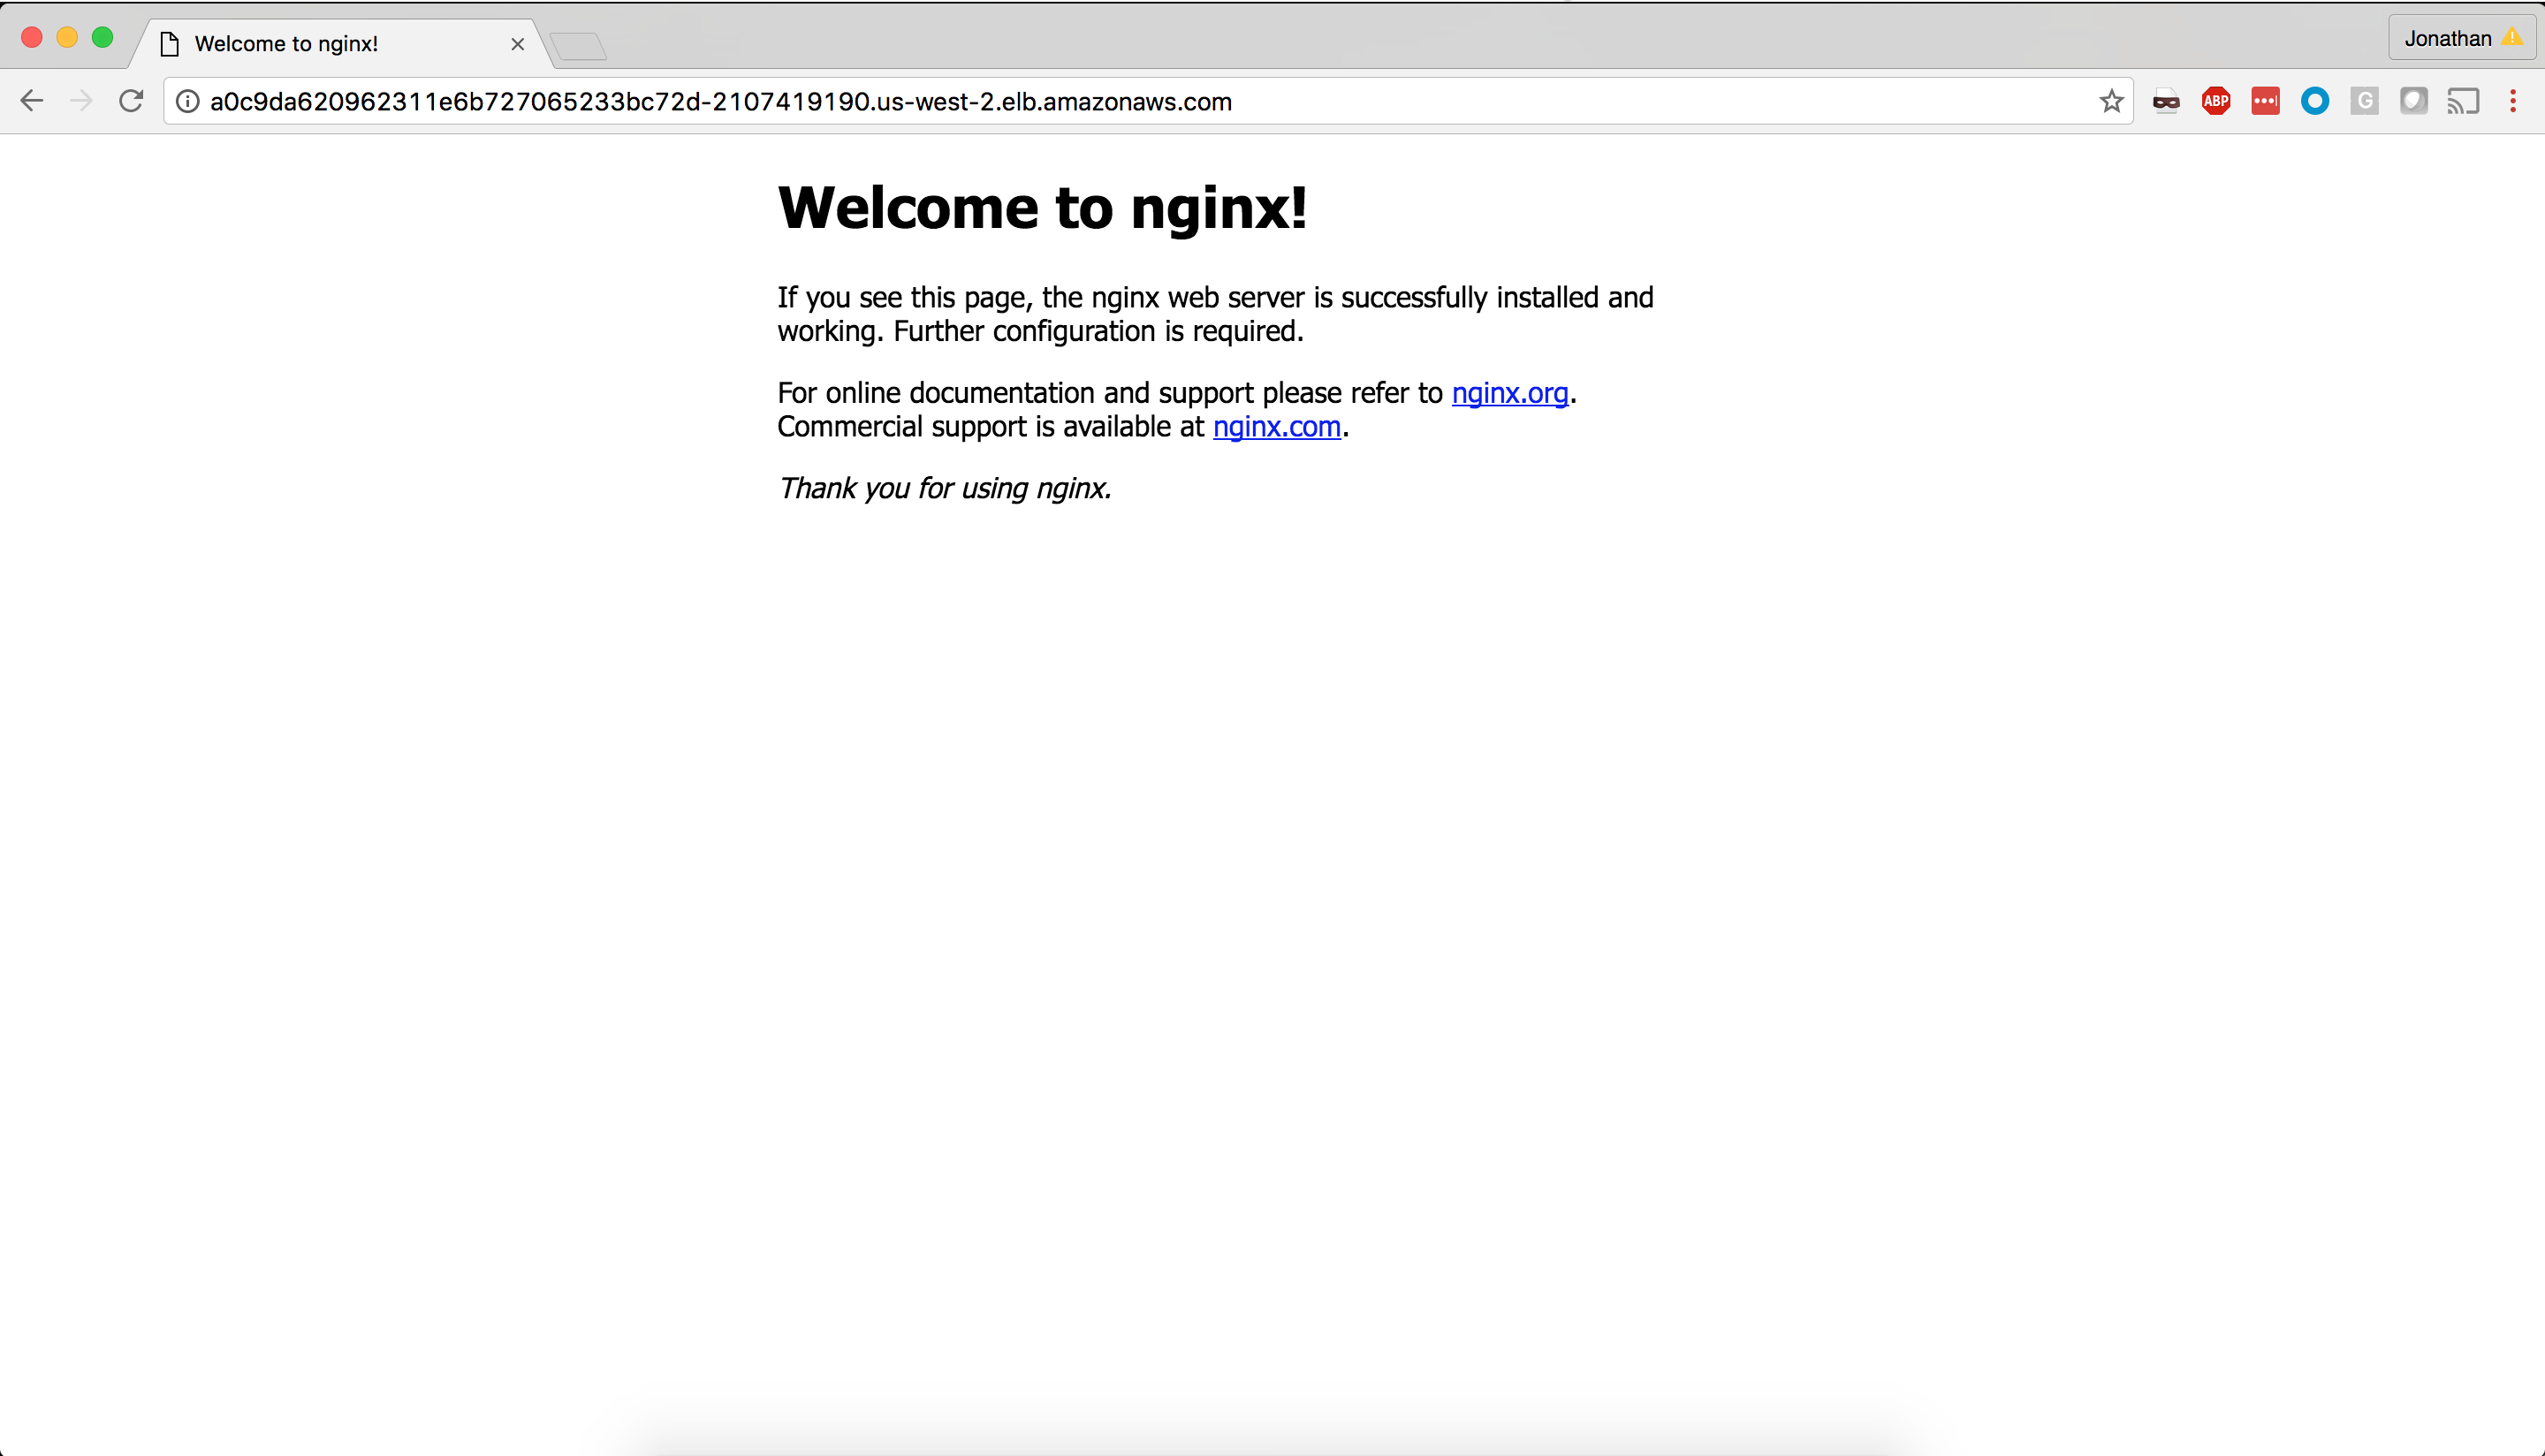 Welcome to nginx!
Jonathan
a0c9da620962311e6b727065233bc72d-2107419190.us-west-2.elb.amazonaws.com
ABP
G
Welcome to nginx!
If you see this page, the nginx web server is successfully installed and
working. Further configuration is required.
For online documentation and support please refer to nginx.org.
Commercial support is available at nginx.com.
Thank you for using nginx.